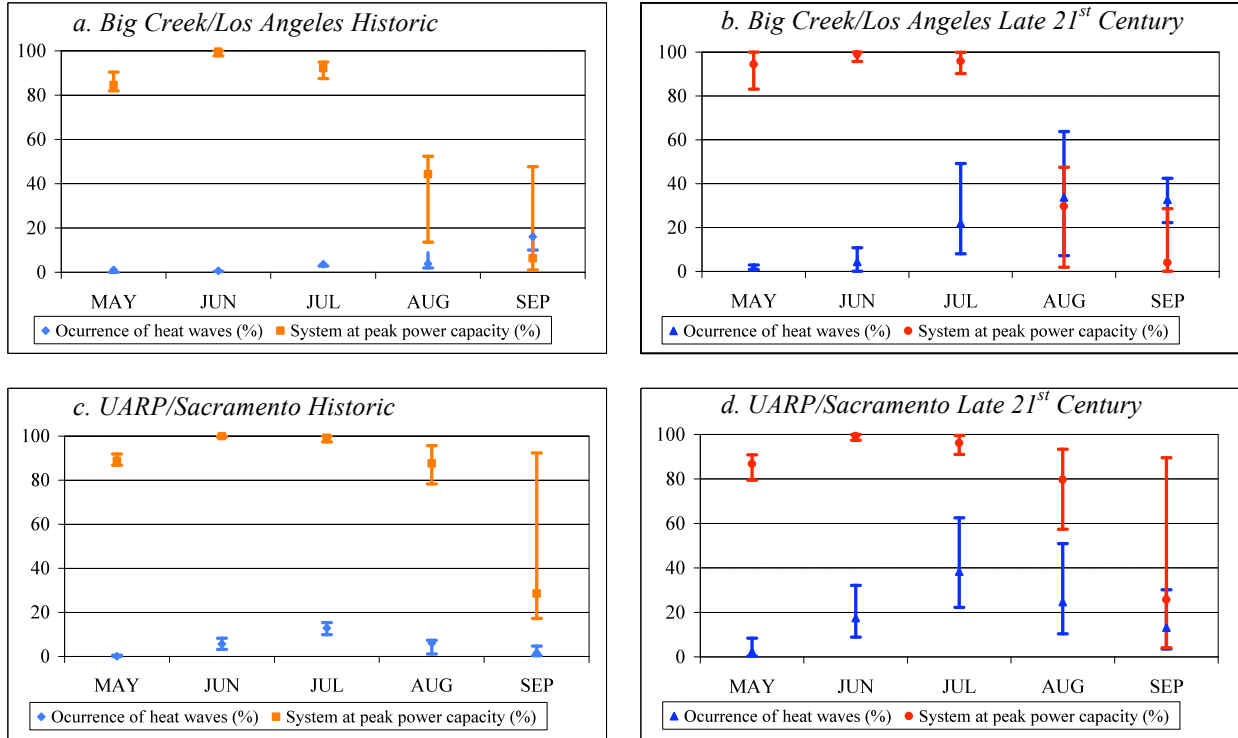 a. Big Creek/Los Angeles Historic
100
80
60
40
20
0
MAY JUN JUL AUG SEP
Ocurrence of heat waves (%) System at peak power capacity (%)
b. Big Creek/Los Angeles Late 21st Century
100
80
60
40
20
0
MAY JUN JUL AUG SEP
Ocurrence of heat waves (%) System at peak power capacity (%)
c. UARP/Sacramento Historic
100
80
60
40
20
0
MAY JUN JUL AUG SEP
Ocurrence of heat waves (%) System at peak power capacity (%)
d. UARP/Sacramento Late 21st Century
100
80
60
40
20
0
MAY JUN JUL AUG SEP
Ocurrence of heat waves (%) System at peak power capacity (%)